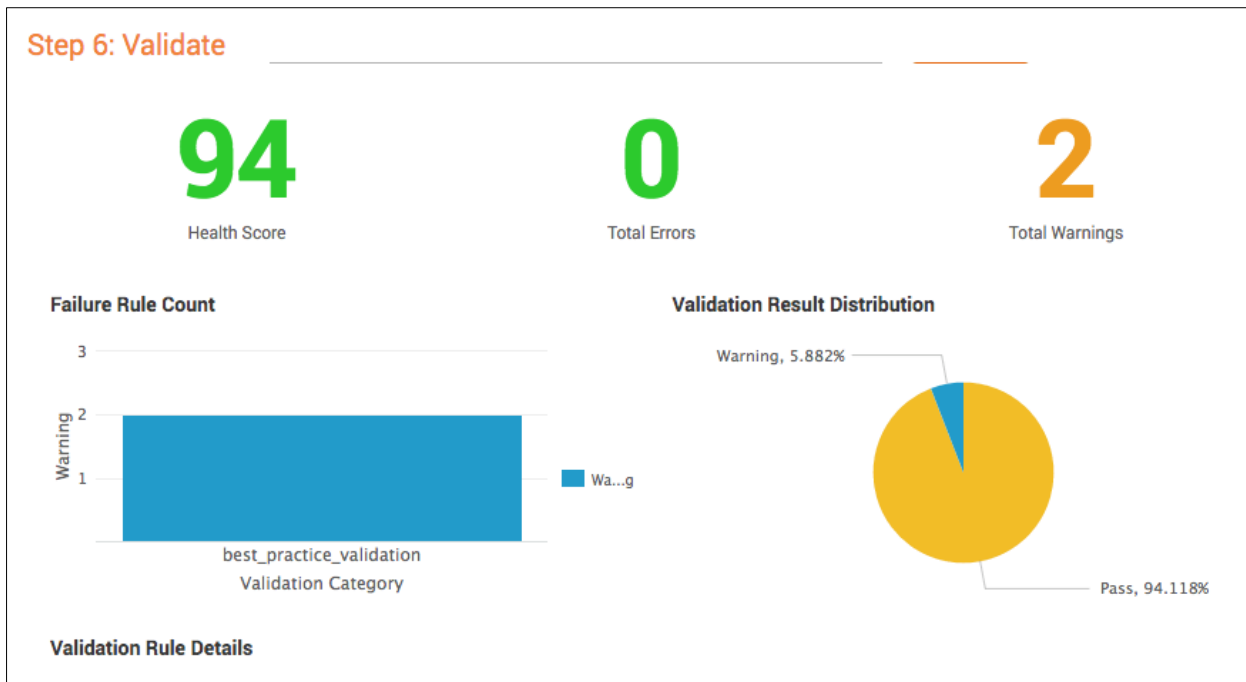 Step 6: Validate
94
0
2
Health Score
Total Errors
Total Warnings
Failure Rule Count
Validation Result Distribution
3
2
1
Warning
Wa...g
best_practice_validation
Validation Category
Warning, 5.882%
Pass, 94.118%
Validation Rule Details